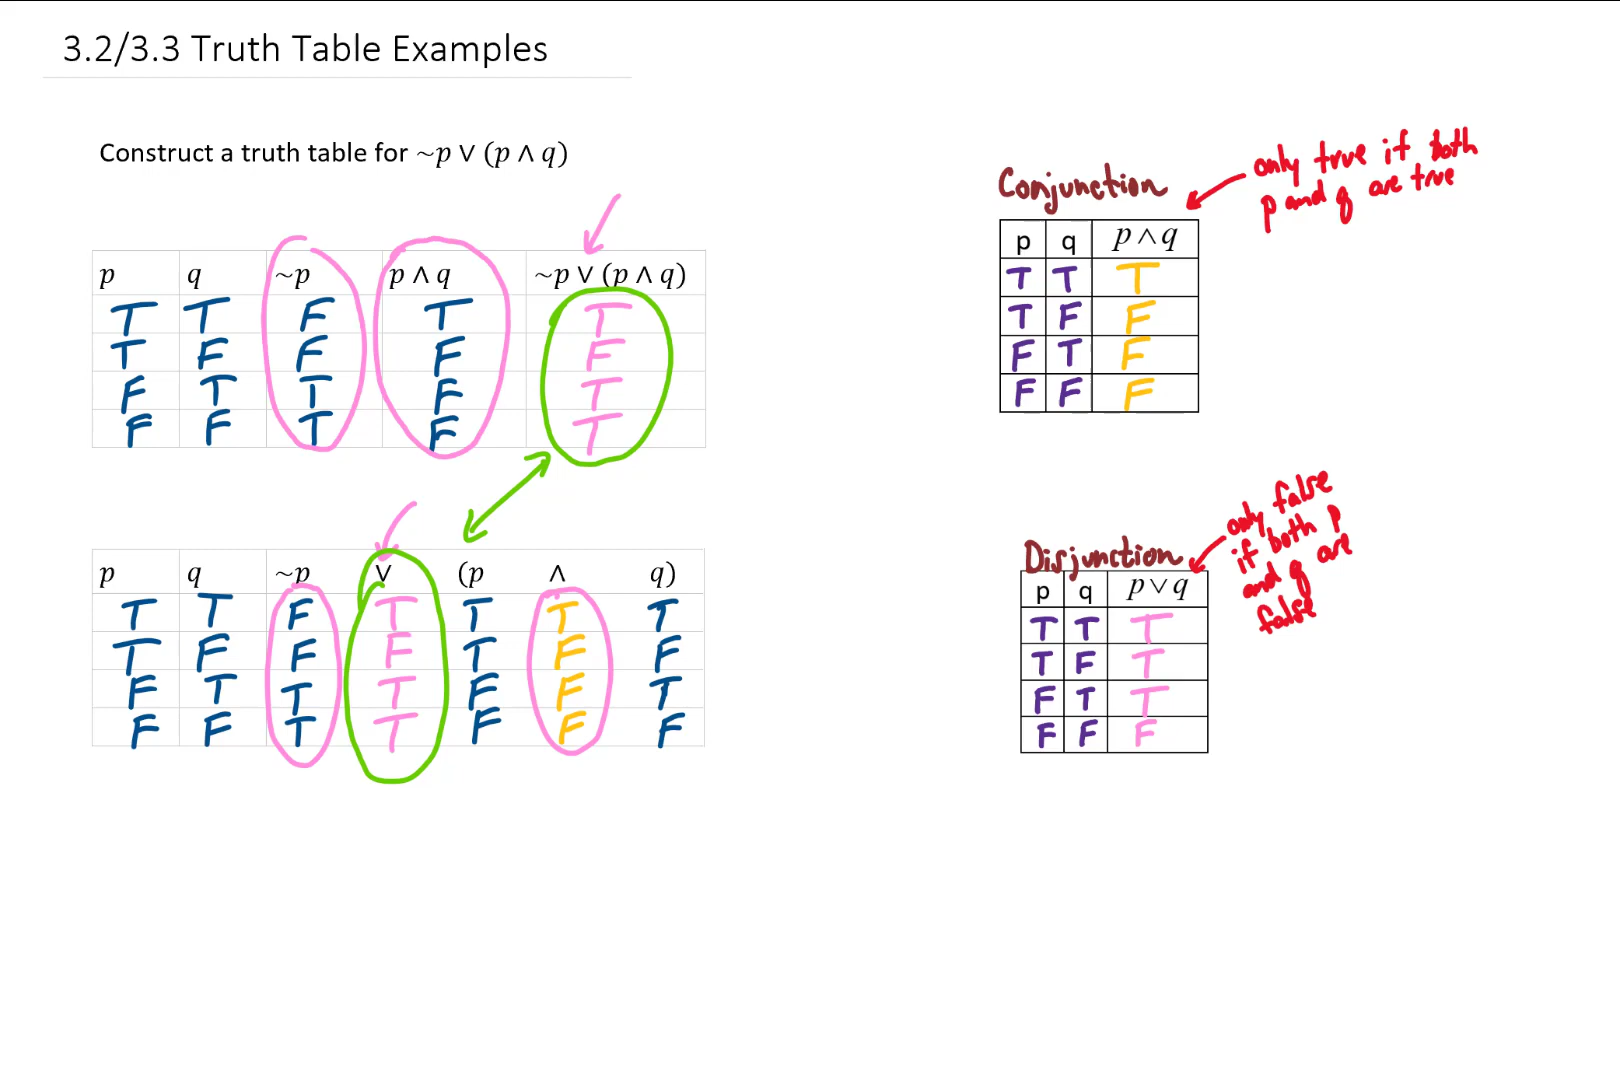 3.2/3.3 Truth Table Examples
Construct a truth table for ~p ∨ (p ∧ q)
p q ~p p ∧ q ~p ∨ (p ∧ q)
T T F T T
T F F F F
F T T F T
F F T F T
p q ~p ∨ (p ∧ q)
T T F T T T T
T F F F T F F
F T T T F F T
F F T T F F F
Conjunction
only true if both
p and q are true
p q p ∧ q
T T T
T F F
F T F
F F F
Disjunction
only false
if both p
and q are
false
p q p ∨ q
T T T
T F T
F T T
F F F